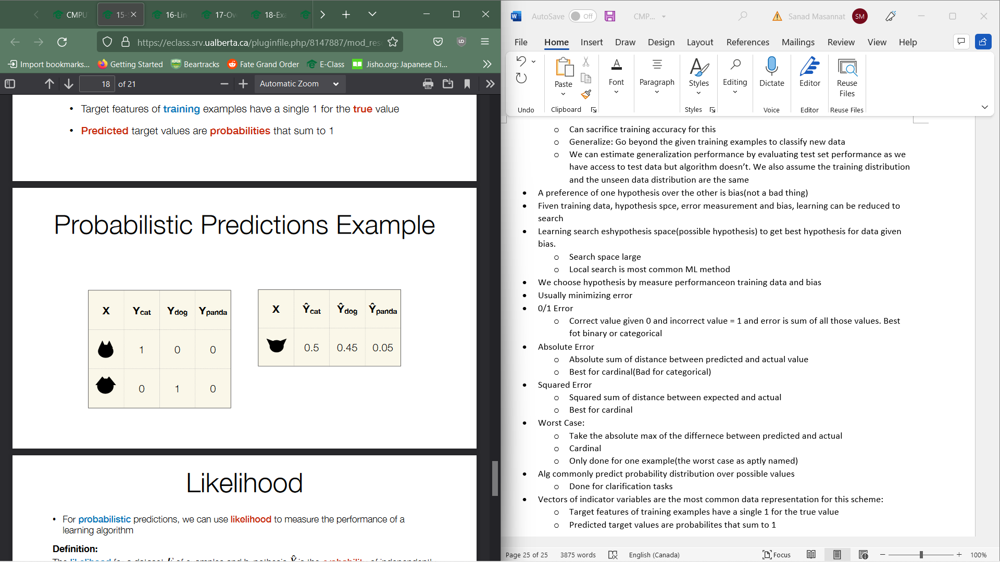 CMPU
15-
16-Lin
17-Ov
18-Exa
https://eclass.srv.ualberta.ca/pluginfile.php/8147887/mod_res
Import bookmarks...
Getting Started
Beartracks
Fate Grand Order
E-Class
Jisho.org: Japanese Di...
18 of 21
Automatic Zoom
• Target features of training examples have a single 1 for the true value
• Predicted target values are probabilities that sum to 1
Probabilistic Predictions Example
X Ycat Ydog Ypanda
1 0 0
0 1 0
X Ŷcat Ŷdog Ŷpanda
0.5 0.45 0.05
Likelihood
• For probabilistic predictions, we can use likelihood to measure the performance of a
learning algorithm
Definition:
AutoSave Off CMP... Sanad Masannat SM
File Home Insert Draw Design Layout References Mailings Review View Help
Paste
Font
Paragraph
Styles
Editing
Dictate
Editor
Reuse
Files
Undo Clipboard Styles Voice Editor Reuse Files
o Can sacrifice training accuracy for this
o Generalize: Go beyond the given training examples to classify new data
o We can estimate generalization performance by evaluating test set performance as we
have access to test data but algorithm doesn’t. We also assume the training distribution
and the unseen data distribution are the same
• A preference of one hypothesis over the other is bias(not a bad thing)
• Fiven training data, hypothesis spce, error measurement and bias, learning can be reduced to
search
• Learning search eshypothesis space(possible hypothesis) to get best hypothesis for data given
bias.
o Search space large
o Local search is most common ML method
• We choose hypothesis by measure performanceon training data and bias
• Usually minimizing error
• 0/1 Error
o Correct value given 0 and incorrect value = 1 and error is sum of all those values. Best
fot binary or categorical
• Absolute Error
o Absolute sum of distance between predicted and actual value
o Best for cardinal(Bad for categorical)
• Squared Error
o Squared sum of distance between expected and actual
o Best for cardinal
• Worst Case:
o Take the absolute max of the differnece between predicted and actual
o Cardinal
o Only done for one example(the worst case as aptly named)
• Alg commonly predict probability distribution over possible values
o Done for clarification tasks
• Vectors of indicator variables are the most common data representation for this scheme:
o Target features of training examples have a single 1 for the true value
o Predicted target values are probabilites that sum to 1
Page 25 of 25 3875 words English (Canada) Focus 100%